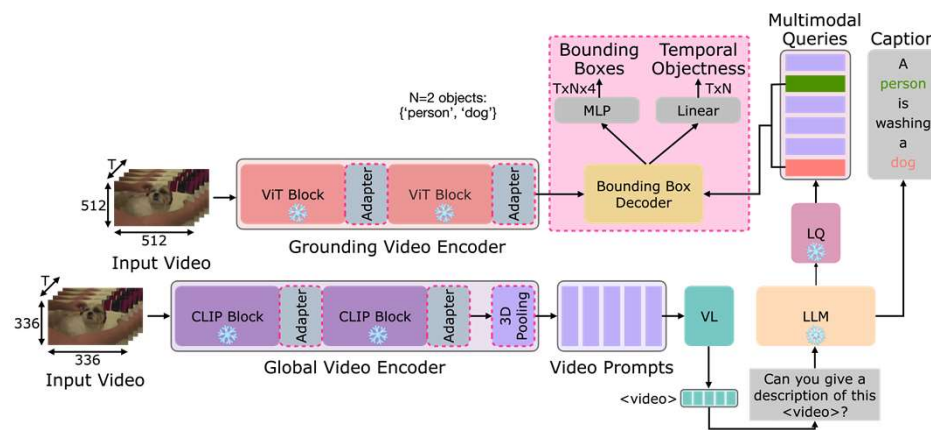 Multimodal
Queries
Caption
Bounding
Boxes
Temporal
Objectness
TxNx4
TxN
MLP
Linear
N=2 objects:
{'person', 'dog'}
A
person
is
washing
a
dog
T
512
512
Input Video
ViT Block
Adapter
ViT Block
Adapter
Grounding Video Encoder
Bounding Box
Decoder
LQ
T
336
336
Input Video
CLIP Block
Adapter
CLIP Block
Adapter
3D
Pooling
Global Video Encoder
Video Prompts
VL
LLM
<video>
Can you give a
description of this
<video>?